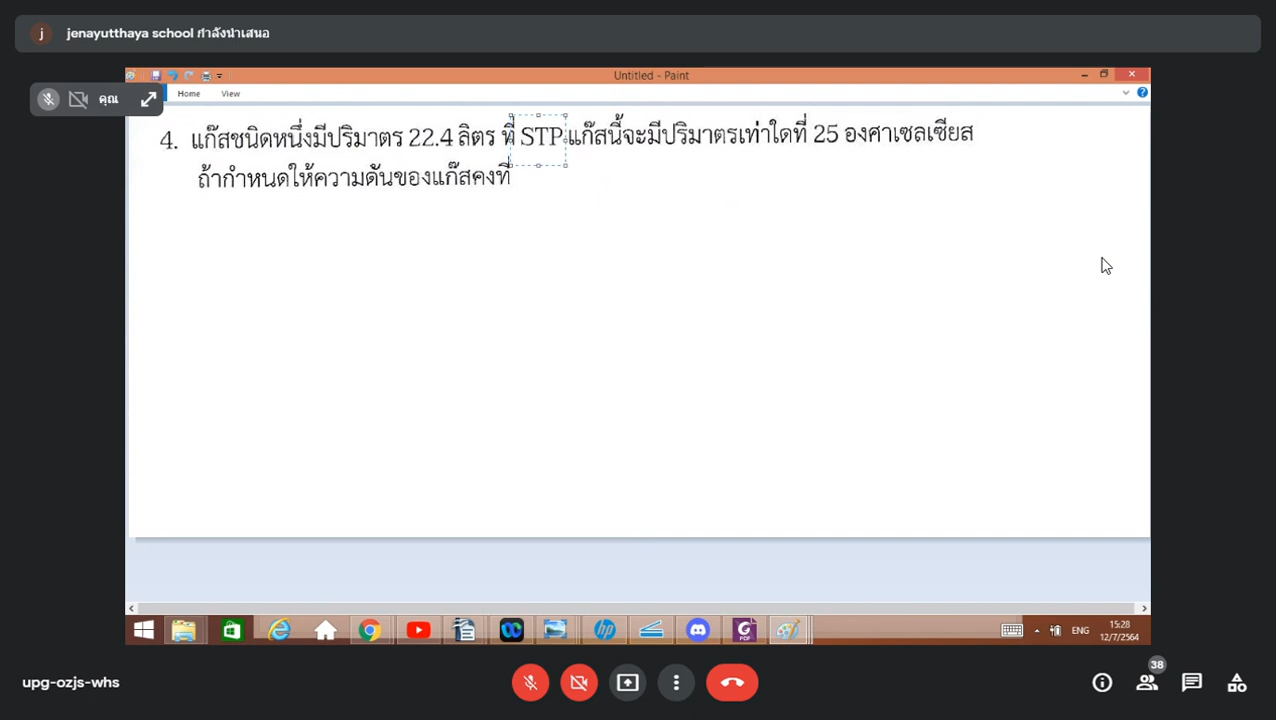 j jenayutthaya school กำลังนำเสนอ
Untitled - Paint
คุณ
Home View
4. แก๊สชนิดหนึ่งมีปริมาตร 22.4 ลิตร ที่ STP แก๊สนี้จะมีปริมาตรเท่าใดที่ 25 องศาเซลเซียส
ถ้ากำหนดให้ความดันของแก๊สคงที่
ENG
15:28
12/7/2564
upg-ozjs-whs
38